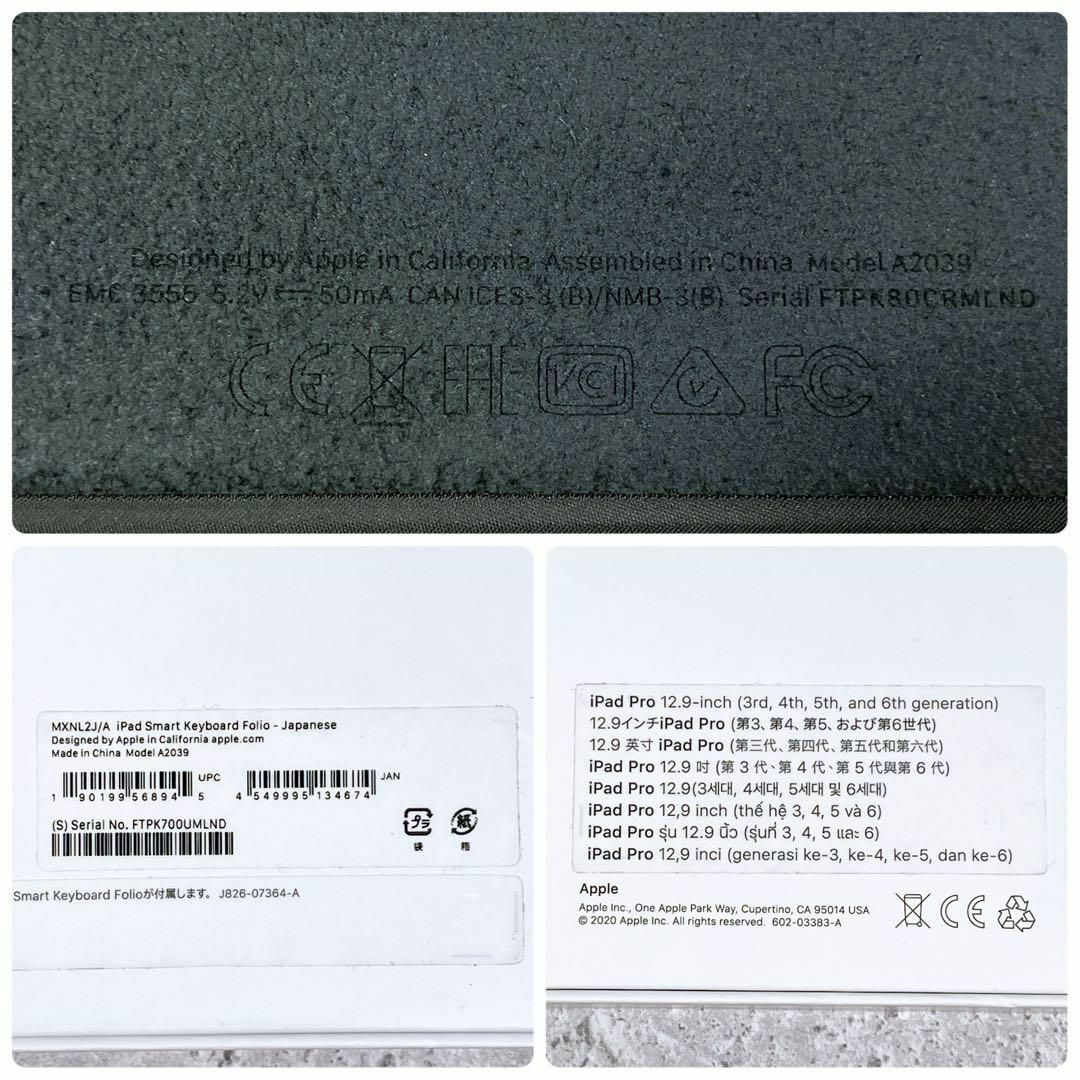 Designed by Apple in California Assembled in China Model A2039
EMC 3555 5.2V⎓50mA CAN ICES-3 (B)/NMB-3(B) Serial FTPK80CRMLND
CE VCI FC
MXNL2J/A iPad Smart Keyboard Folio - Japanese
Designed by Apple in California apple.com
Made in China Model A2039
1 90199 56894 5 UPC 4 549995 134674 JAN
(S) Serial No. FTPK700UMLND
プラ 紙
袋 箱
Smart Keyboard Folioが付属します。 J826-07364-A
iPad Pro 12.9-inch (3rd, 4th, 5th, and 6th generation)
12.9インチiPad Pro (第3、第4、第5、および第6世代)
12.9 英寸 iPad Pro (第三代、第四代、第五代和第六代)
iPad Pro 12.9 吋 (第 3 代、第 4 代、第 5 代與第 6 代)
iPad Pro 12.9(3세대, 4세대, 5세대 및 6세대)
iPad Pro 12,9 inch (thế hệ 3, 4, 5 và 6)
iPad Pro รุ่น 12.9 นิ้ว (รุ่นที่ 3, 4, 5 และ 6)
iPad Pro 12,9 inci (generasi ke-3, ke-4, ke-5, dan ke-6)
Apple
Apple Inc., One Apple Park Way, Cupertino, CA 95014 USA
© 2020 Apple Inc. All rights reserved. 602-03383-A
CE